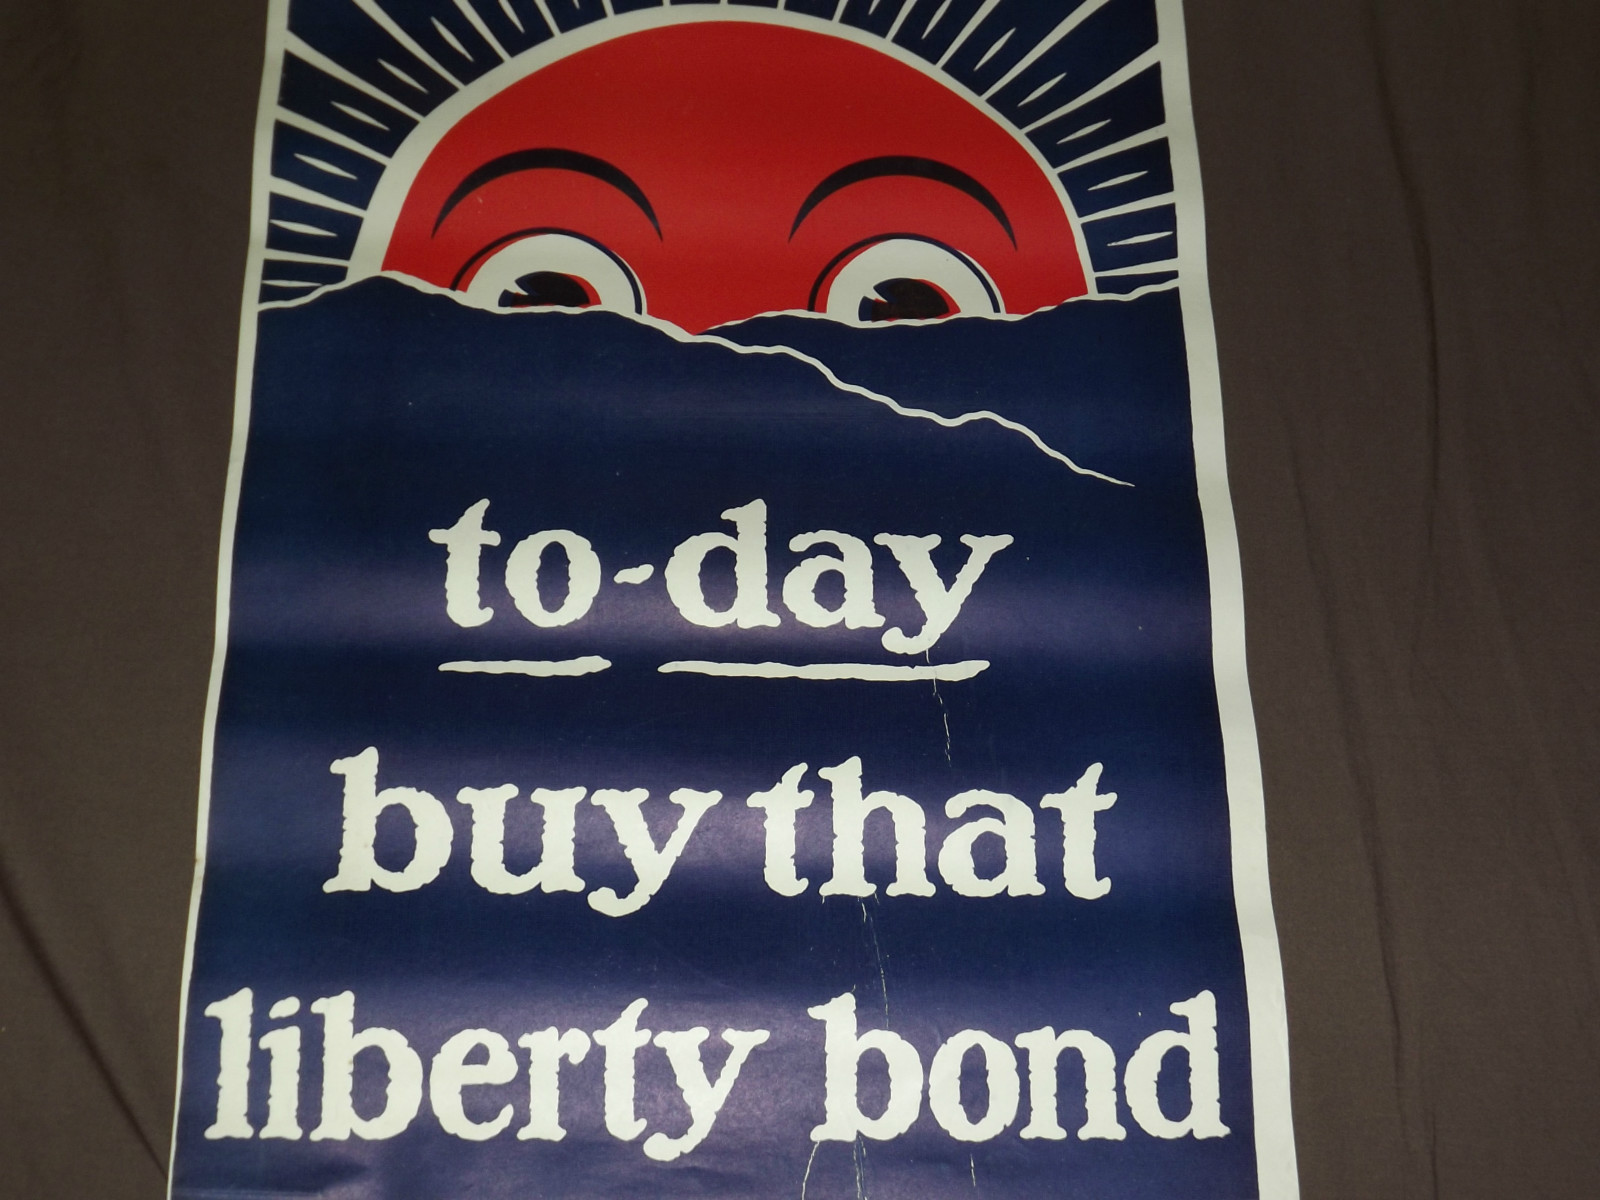 to-day
buy that
liberty bond